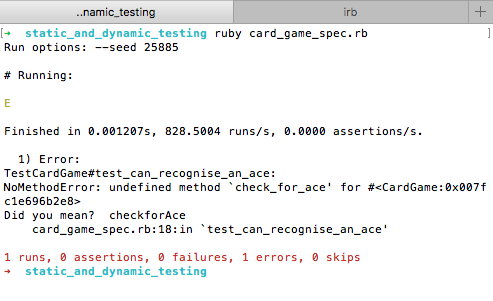 ..namic_testing
irb
+
[➜  static_and_dynamic_testing ruby card_game_spec.rb ]
Run options: --seed 25885
# Running:
E
Finished in 0.001207s, 828.5004 runs/s, 0.0000 assertions/s.
1) Error:
TestCardGame#test_can_recognise_an_ace:
NoMethodError: undefined method `check_for_ace' for #<CardGame:0x007f
c1e696b2e8>
Did you mean?  checkforAce
card_game_spec.rb:18:in `test_can_recognise_an_ace'
1 runs, 0 assertions, 0 failures, 1 errors, 0 skips
➜  static_and_dynamic_testing